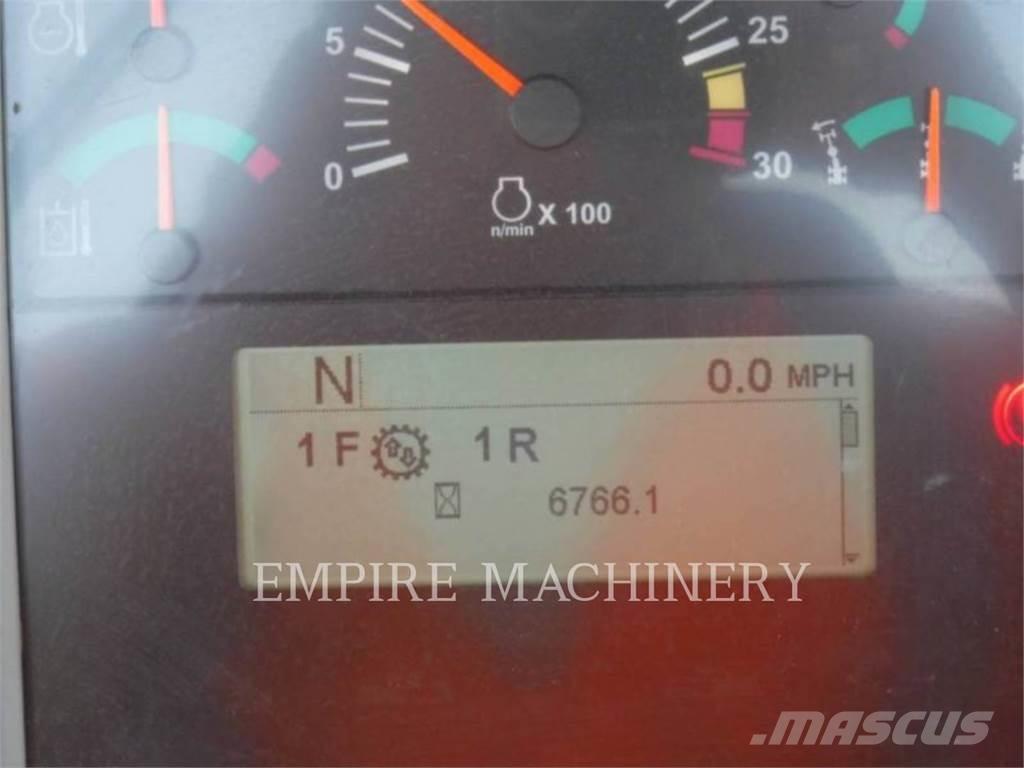 5
25
0
30
n/min X 100
N 0.0 MPH
1 F 1 R
6766.1
EMPIRE MACHINERY
MASCUS